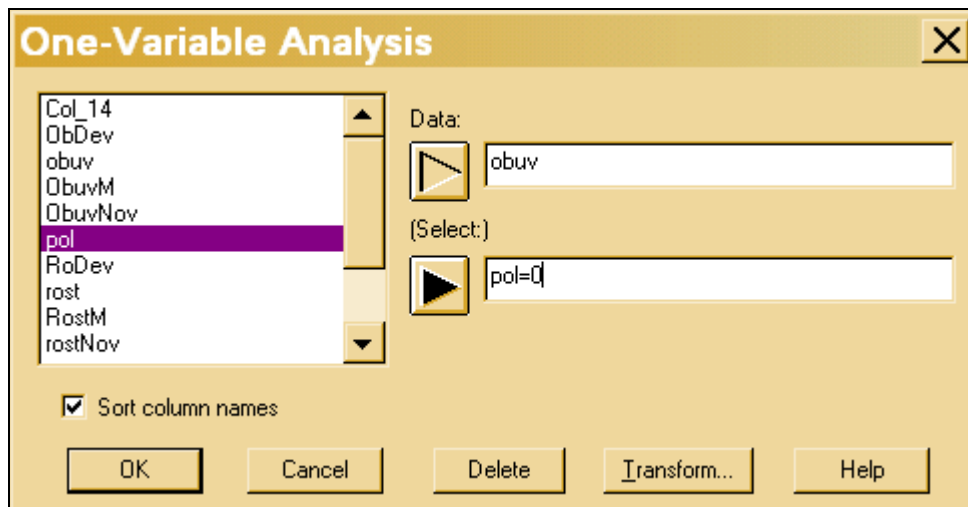 One-Variable Analysis
Col_14
ObDev
obuv
ObuvM
ObuvNov
pol
RoDev
rost
RostM
rostNov
Data:
obuv
(Select:)
pol=0
Sort column names
OK
Cancel
Delete
Transform...
Help